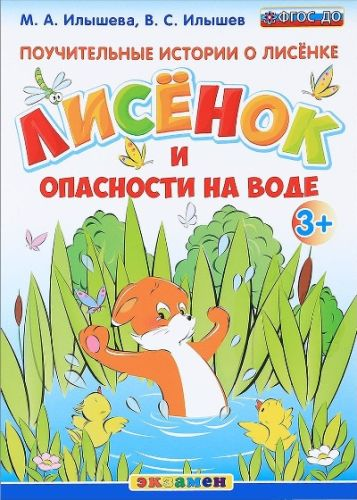 М. А. Илышева, В. С. Илышев
ФГОС ДО
ПОУЧИТЕЛЬНЫЕ ИСТОРИИ О ЛИСЁНКЕ
ЛИСЁНОК
И
ОПАСНОСТИ НА ВОДЕ
3+
экзамен